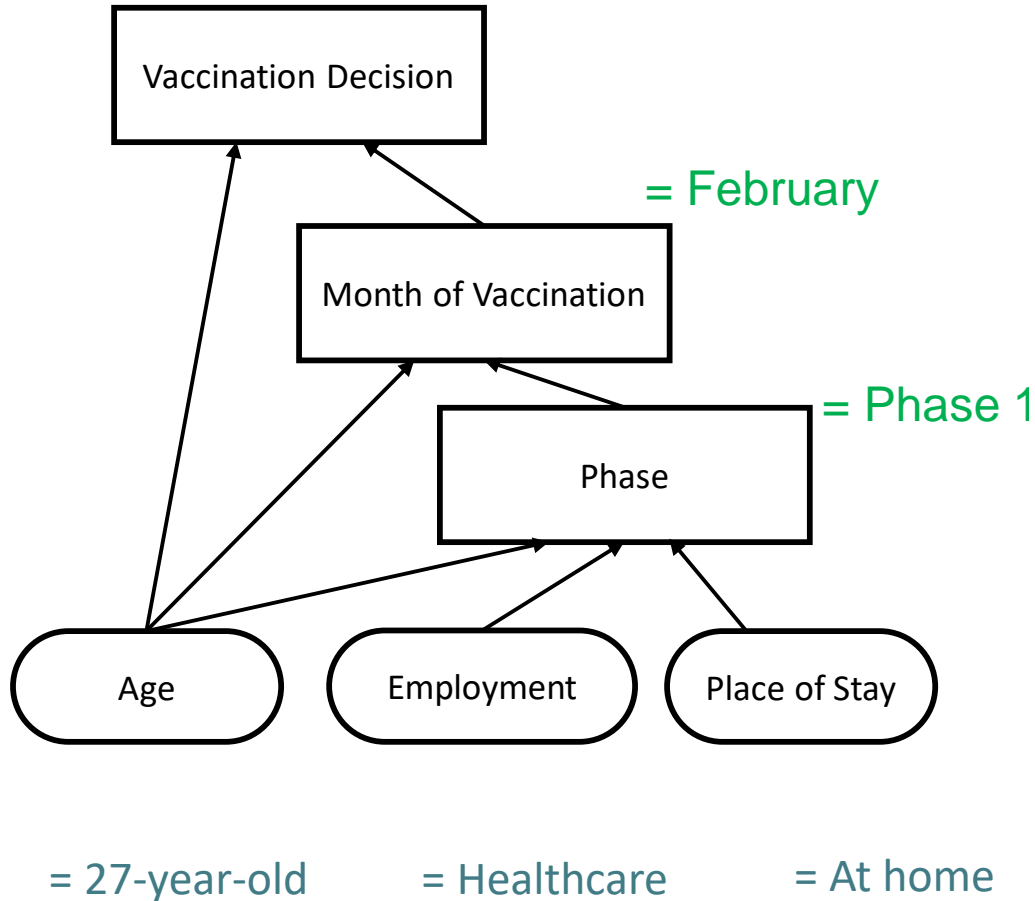 Vaccination Decision
= February
Month of Vaccination
= Phase 1
Phase
Age
Employment
Place of Stay
= 27-year-old
= Healthcare
= At home